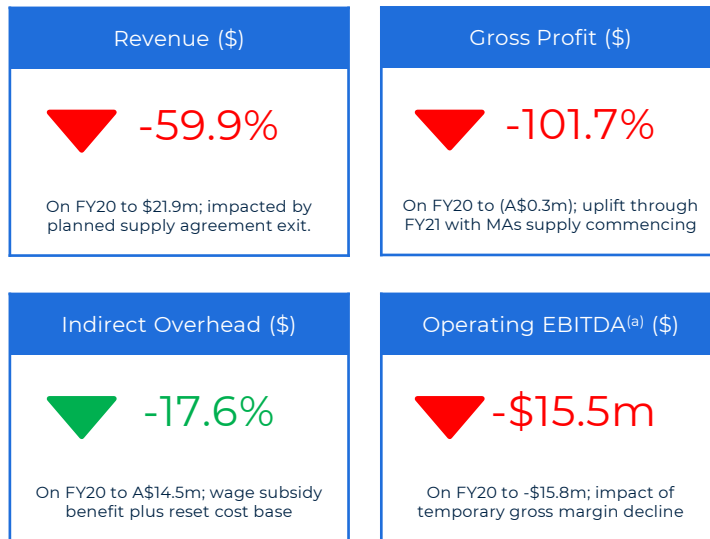 Revenue ($)
-59.9%
On FY20 to $21.9m; impacted by
planned supply agreement exit.
Gross Profit ($)
-101.7%
On FY20 to (A$0.3m); uplift through
FY21 with MAs supply commencing
Indirect Overhead ($)
-17.6%
On FY20 to A$14.5m; wage subsidy
benefit plus reset cost base
Operating EBITDA(a) ($)
-$15.5m
On FY20 to -$15.8m; impact of
temporary gross margin decline